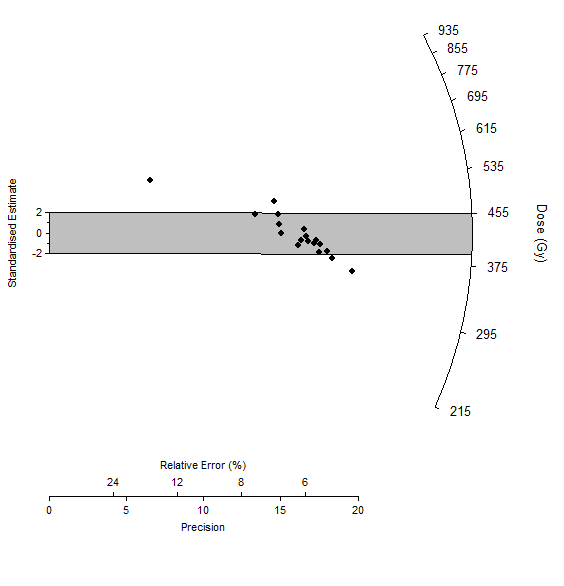 935
855
775
695
615
535
455
375
295
215
Dose (Gy)
Standardised Estimate
2
0
-2
Relative Error (%)
24 12 8 6
0 5 10 15 20
Precision